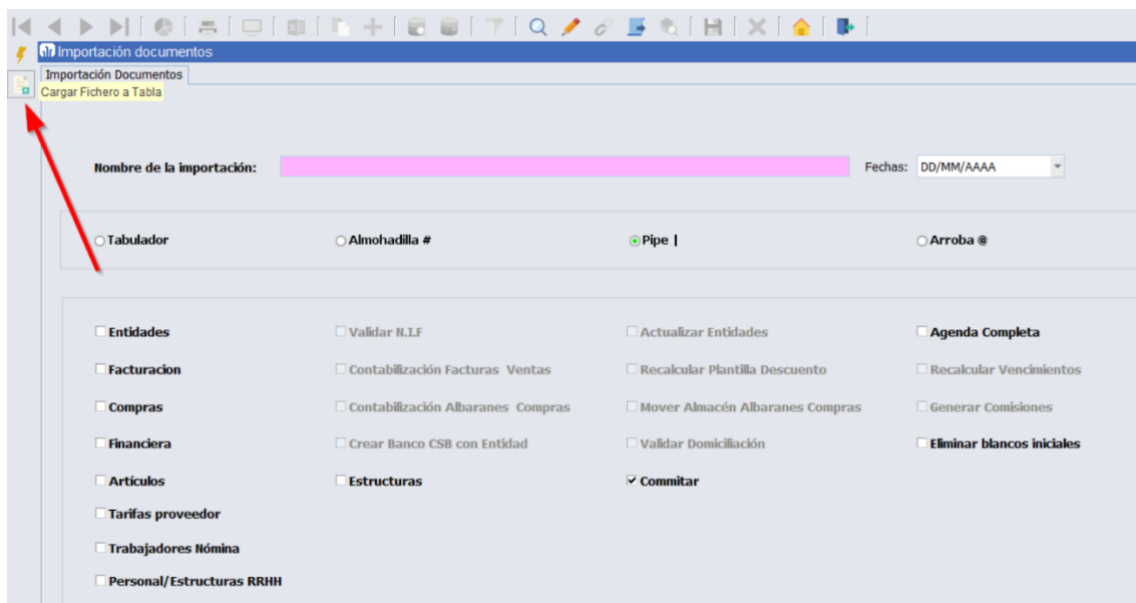 Importación documentos
Importación Documentos
Cargar Fichero a Tabla
Nombre de la importación: Fechas: DD/MM/AAAA
Tabulador Almohadilla # Pipe | Arroba @
Entidades Validar N.I.F Actualizar Entidades Agenda Completa
Facturacion Contabilización Facturas Ventas Recalcular Plantilla Descuento Recalcular Vencimientos
Compras Contabilización Albaranes Compras Mover Almacén Albaranes Compras Generar Comisiones
Financiera Crear Banco CSB con Entidad Validar Domiciliación Eliminar blancos iniciales
Artículos Estructuras Commitar
Tarifas proveedor
Trabajadores Nómina
Personal/Estructuras RRHH